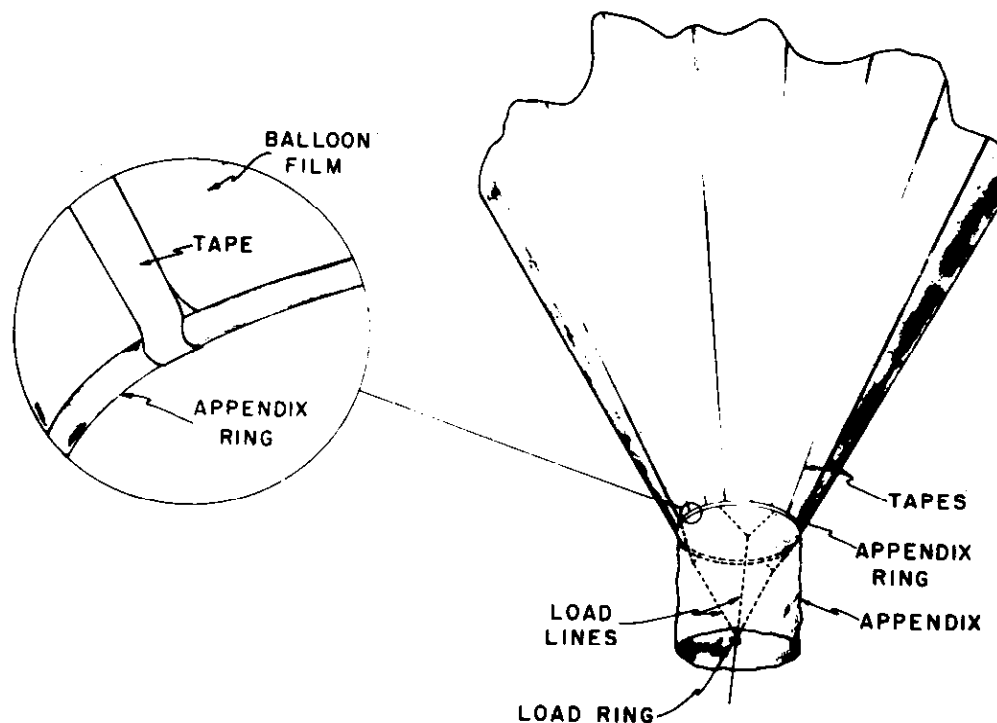 BALLOON
FILM
TAPE
APPENDIX
RING
TAPES
APPENDIX
RING
APPENDIX
LOAD
LINES
LOAD RING